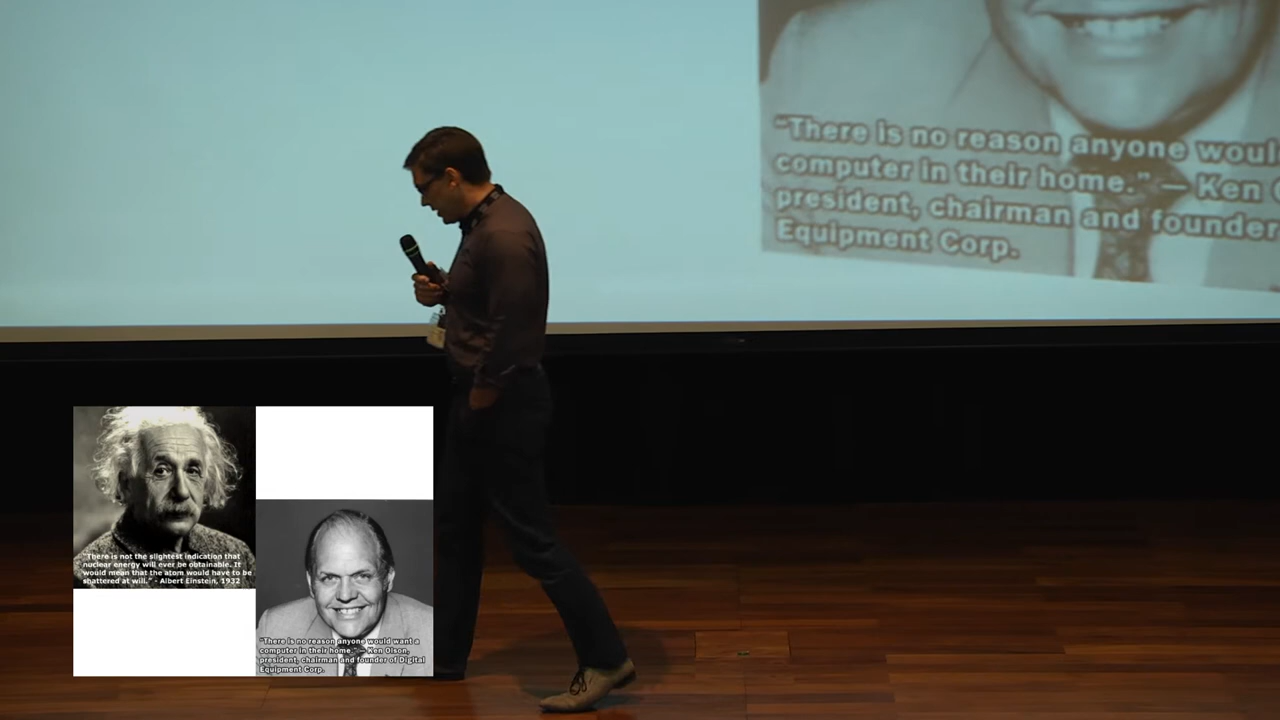 "There is no reason anyone woul
computer in their home." — Ken
president, chairman and founder
Equipment Corp.
"There is not the slightest indication that
nuclear energy will ever be obtainable. It
would mean that the atom would have to be
shattered at will." - Albert Einstein, 1932
"There is no reason anyone would want a
computer in their home." — Ken Olson,
president, chairman and founder of Digital
Equipment Corp.